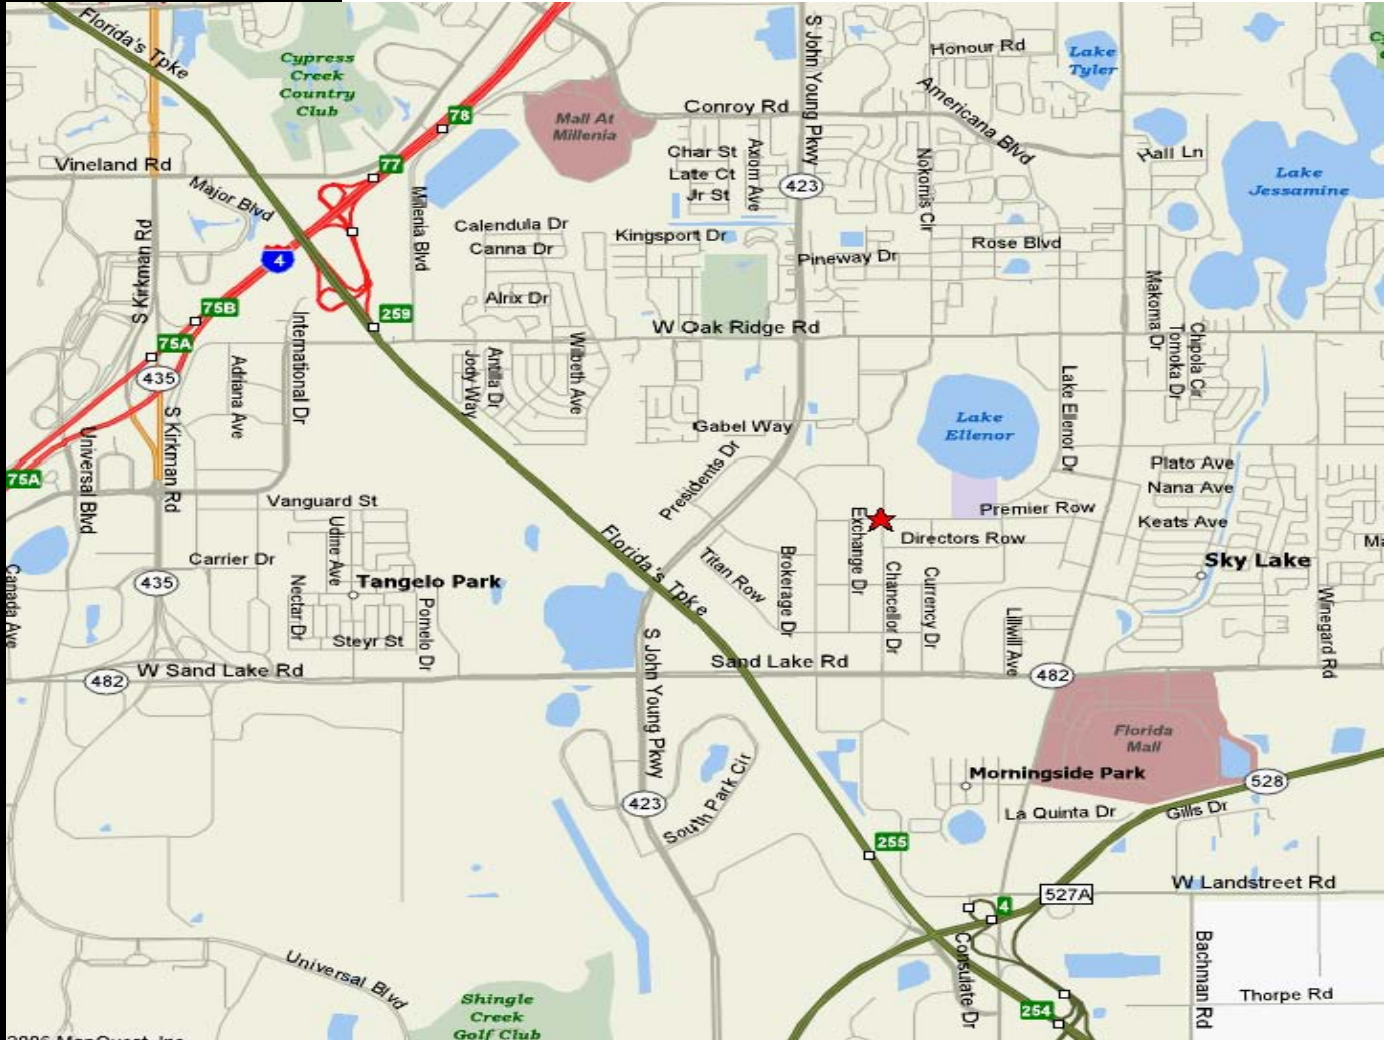 Florida's Tpke
Cypress
Creek
Country
Club
S John Young Pkwy
Honour Rd
Lake
Tyler
Americana Blvd
78
Mall At
Millenia
Conroy Rd
Vineland Rd
77
Char St
Late Ct
Jr St
Axiom Ave
423
Nokomis Cir
Hall Ln
Lake
Jessamine
Major Blvd
Millenia Blvd
Calendula Dr
Canna Dr
Kingsport Dr
Pineway Dr
Rose Blvd
S Kirkman Rd
4
Alrix Dr
Makoma Dr
75B
259
W Oak Ridge Rd
75A
435
International Dr
Adriana Ave
Jody Way
Antilla Dr
Wilbeth Ave
Lake Ellenor Dr
Tomoka Dr
Chipola Cir
S Kirkman Rd
Universal Blvd
75A
Gabel Way
Lake
Ellenor
Presidents Dr
Plato Ave
Nana Ave
Vanguard St
Premier Row
Keats Ave
Udine Ave
Florida's Tpke
Exchange Dr
Directors Row
Ma
Carrier Dr
Titan Row
Brokerage Dr
Sky Lake
435
Canada Ave
Nectar Dr
Tangelo Park
Pomelo Dr
Chancellor Dr
Currency Dr
Lillwill Ave
Winegard Rd
Steyr St
S John Young Pkwy
Sand Lake Rd
482
W Sand Lake Rd
482
Florida
Mall
Morningside Park
528
423
South Park Cir
La Quinta Dr
Gills Dr
255
W Landstreet Rd
527A
4
Consulate Dr
Bachman Rd
Universal Blvd
Shingle
Creek
Golf Club
Thorpe Rd
254